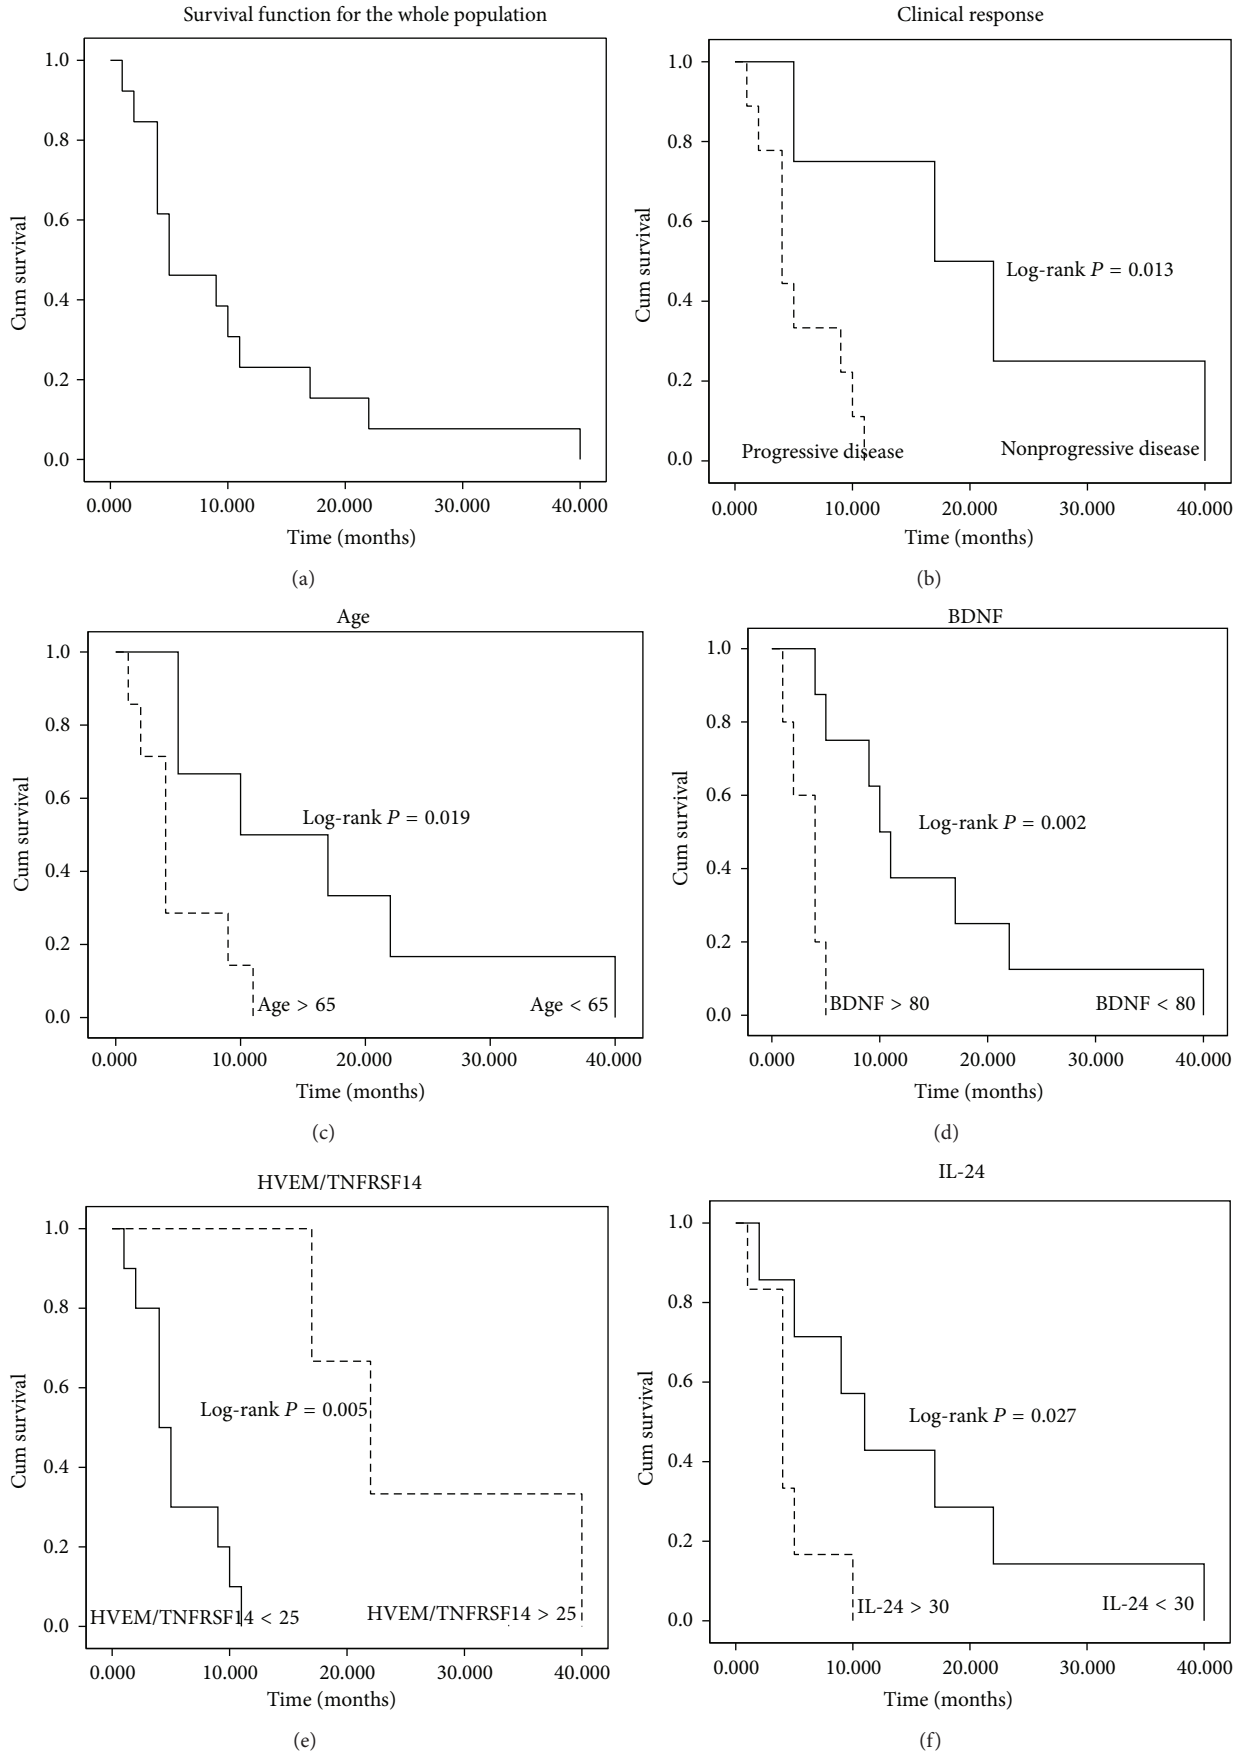 Survival function for the whole population
1.0
0.8
0.6
0.4
0.2
0.0
Cum survival
0.000 10.000 20.000 30.000 40.000
Time (months)
(a)
Clinical response
1.0
0.8
0.6
0.4
0.2
0.0
Cum survival
Log-rank P = 0.013
Progressive disease
Nonprogressive disease
0.000 10.000 20.000 30.000 40.000
Time (months)
(b)
Age
1.0
0.8
0.6
0.4
0.2
0.0
Cum survival
Log-rank P = 0.019
Age > 65
Age < 65
0.000 10.000 20.000 30.000 40.000
Time (months)
(c)
BDNF
1.0
0.8
0.6
0.4
0.2
0.0
Cum survival
Log-rank P = 0.002
BDNF > 80
BDNF < 80
0.000 10.000 20.000 30.000 40.000
Time (months)
(d)
HVEM/TNFRSF14
1.0
0.8
0.6
0.4
0.2
0.0
Cum survival
Log-rank P = 0.005
HVEM/TNFRSF14 < 25
HVEM/TNFRSF14 > 25
0.000 10.000 20.000 30.000 40.000
Time (months)
(e)
IL-24
1.0
0.8
0.6
0.4
0.2
0.0
Cum survival
Log-rank P = 0.027
IL-24 > 30
IL-24 < 30
0.000 10.000 20.000 30.000 40.000
Time (months)
(f)